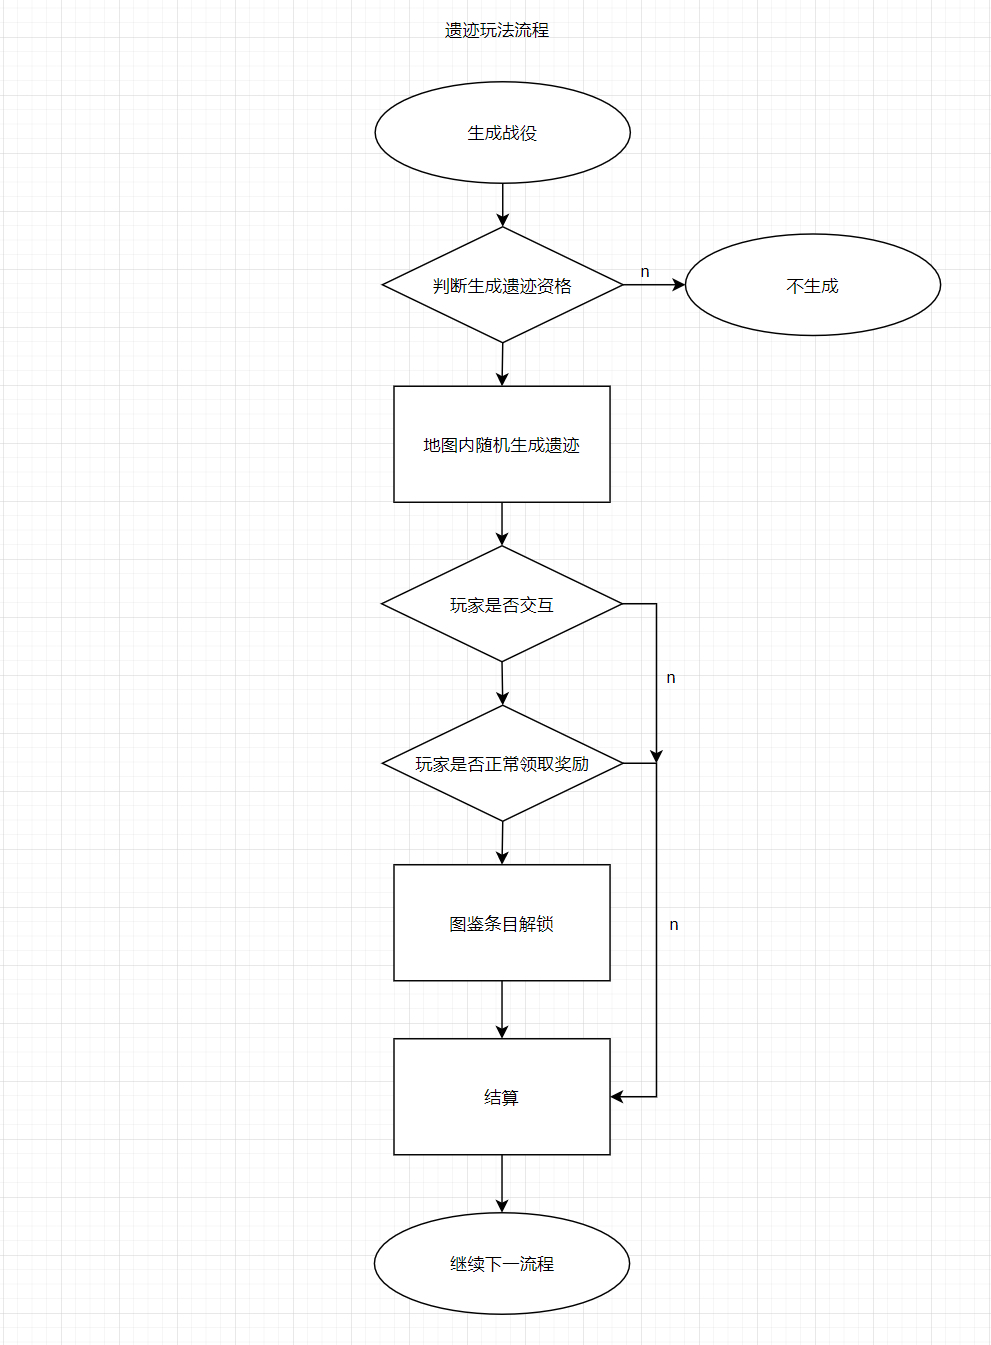 遗迹玩法流程
生成战役
判断生成遗迹资格
n
不生成
地图内随机生成遗迹
玩家是否交互
n
玩家是否正常领取奖励
图鉴条目解锁
n
结算
继续下一流程